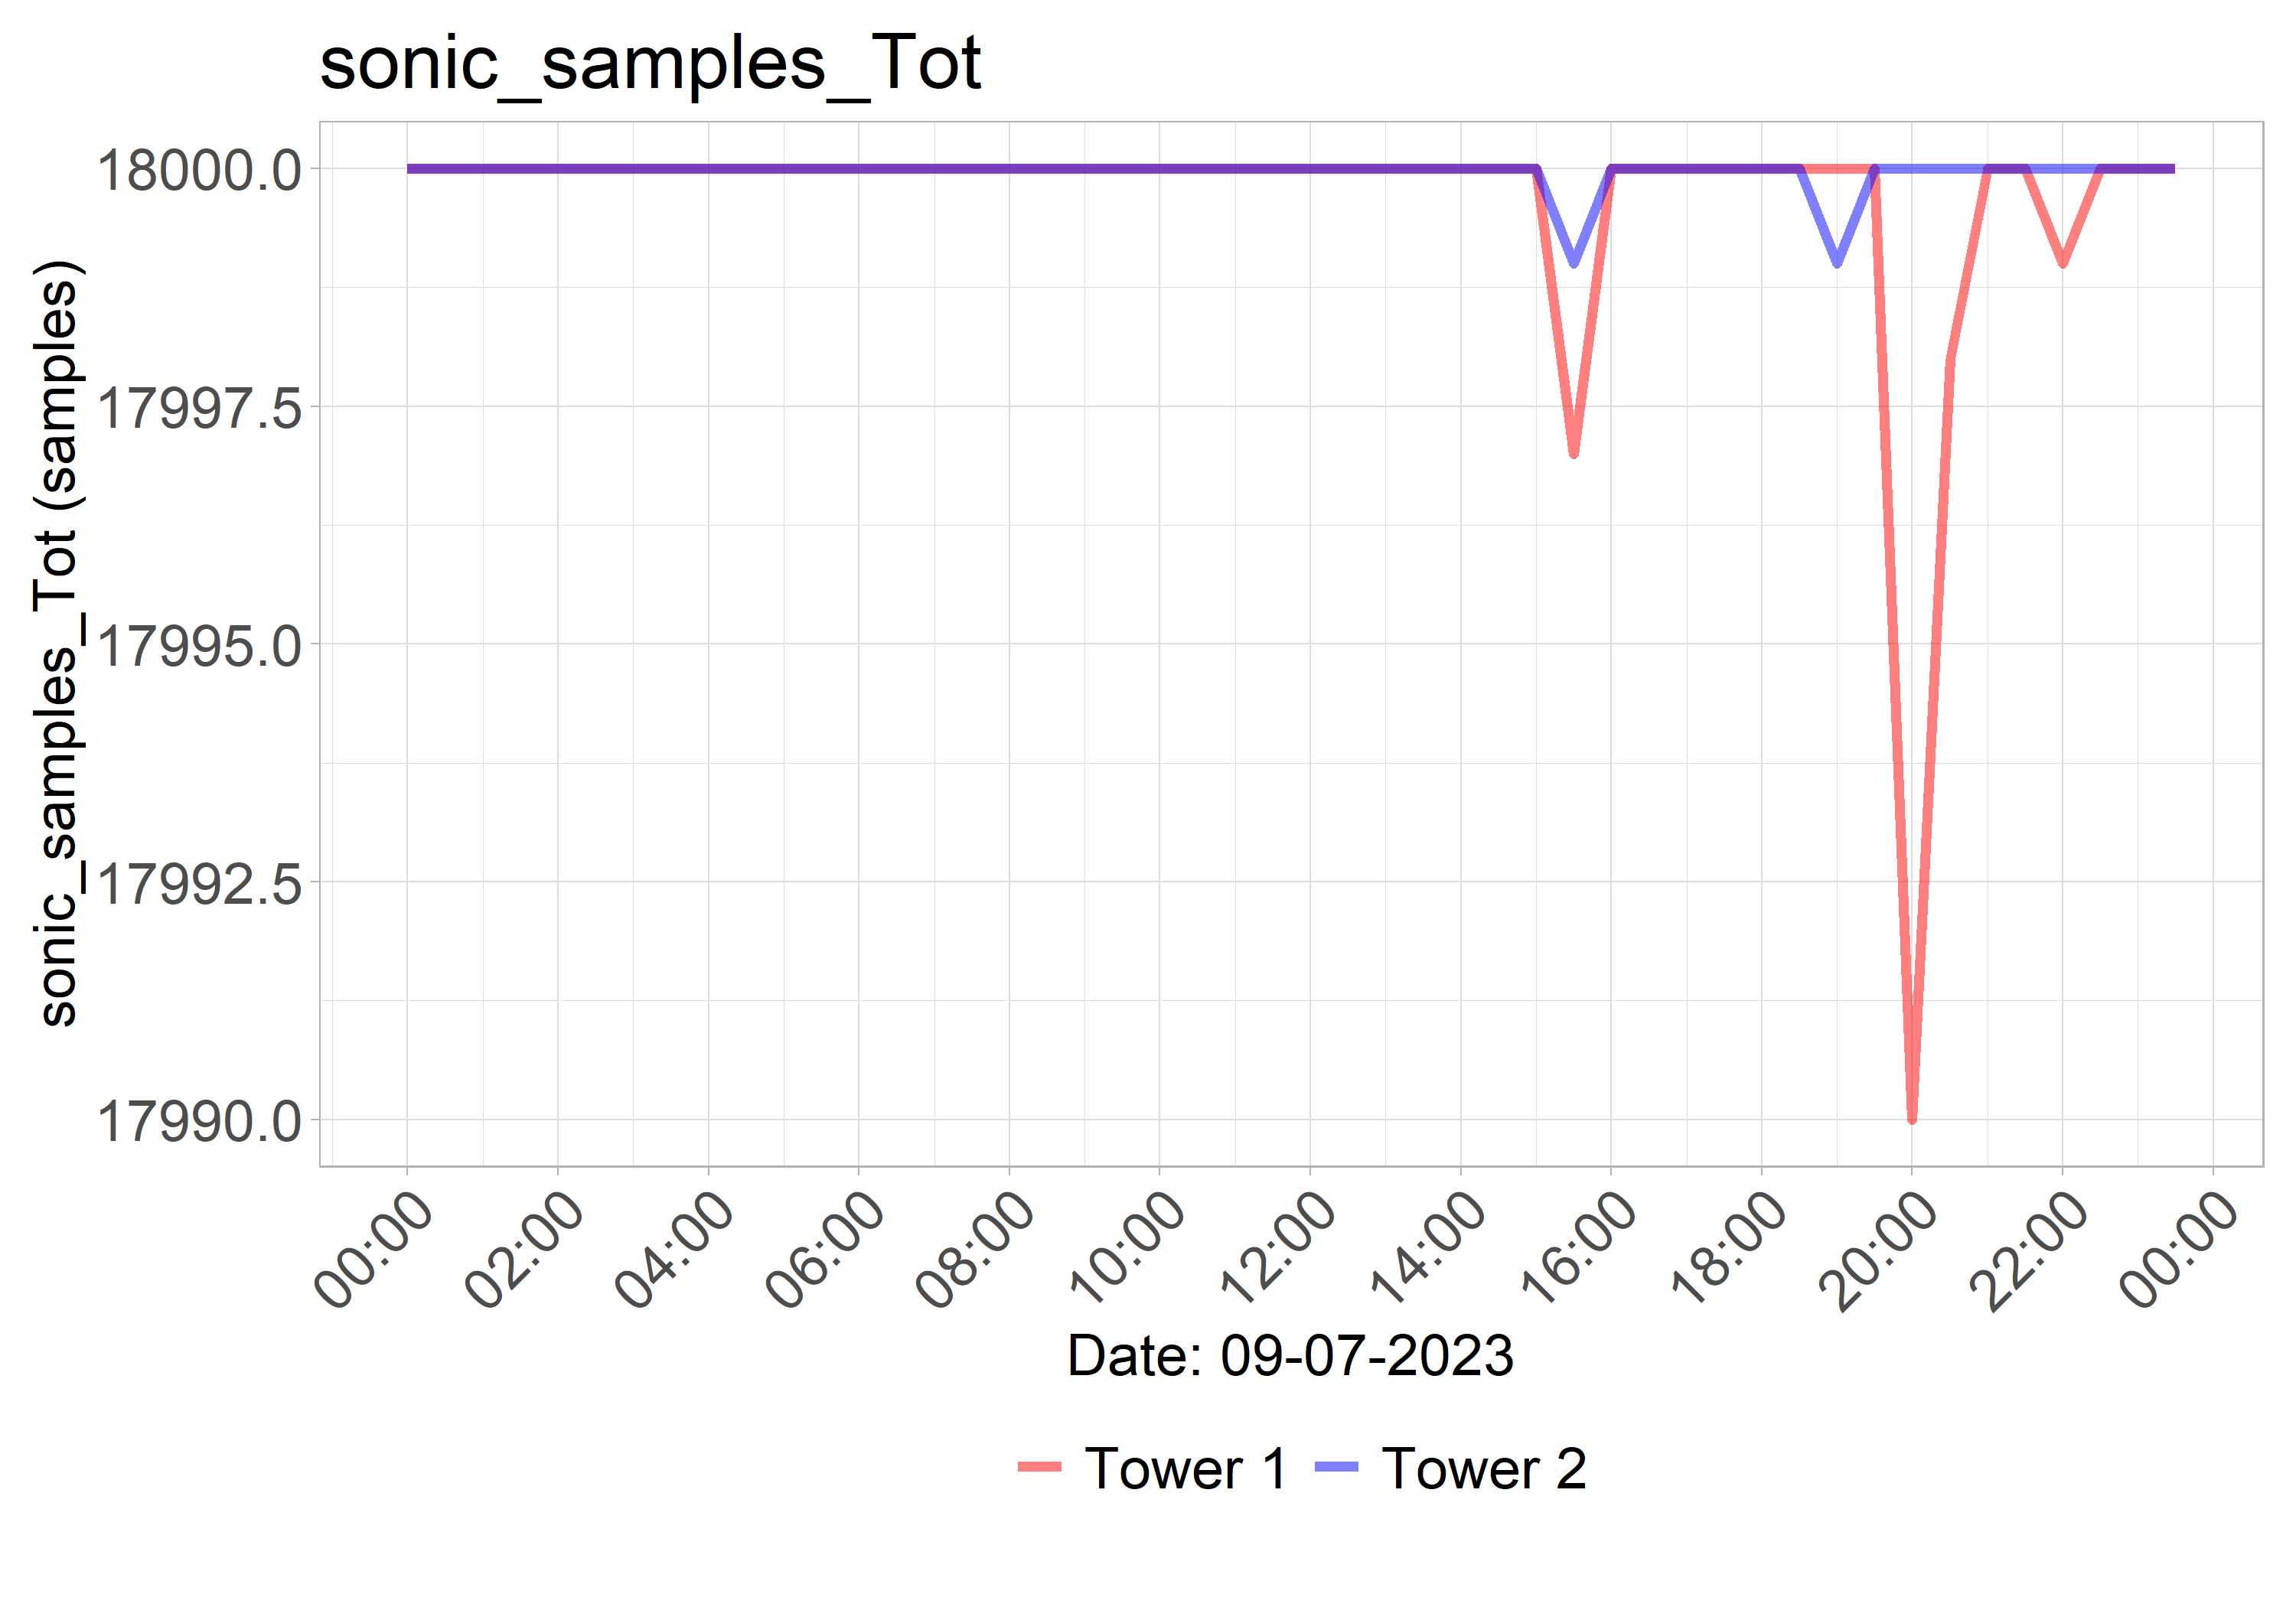 sonic_samples_Tot
sonic_samples_Tot (samples)
18000.0
17997.5
17995.0
17992.5
17990.0
00:00 02:00 04:00 06:00 08:00 10:00 12:00 14:00 16:00 18:00 20:00 22:00 00:00
Date: 09-07-2023
Tower 1 Tower 2